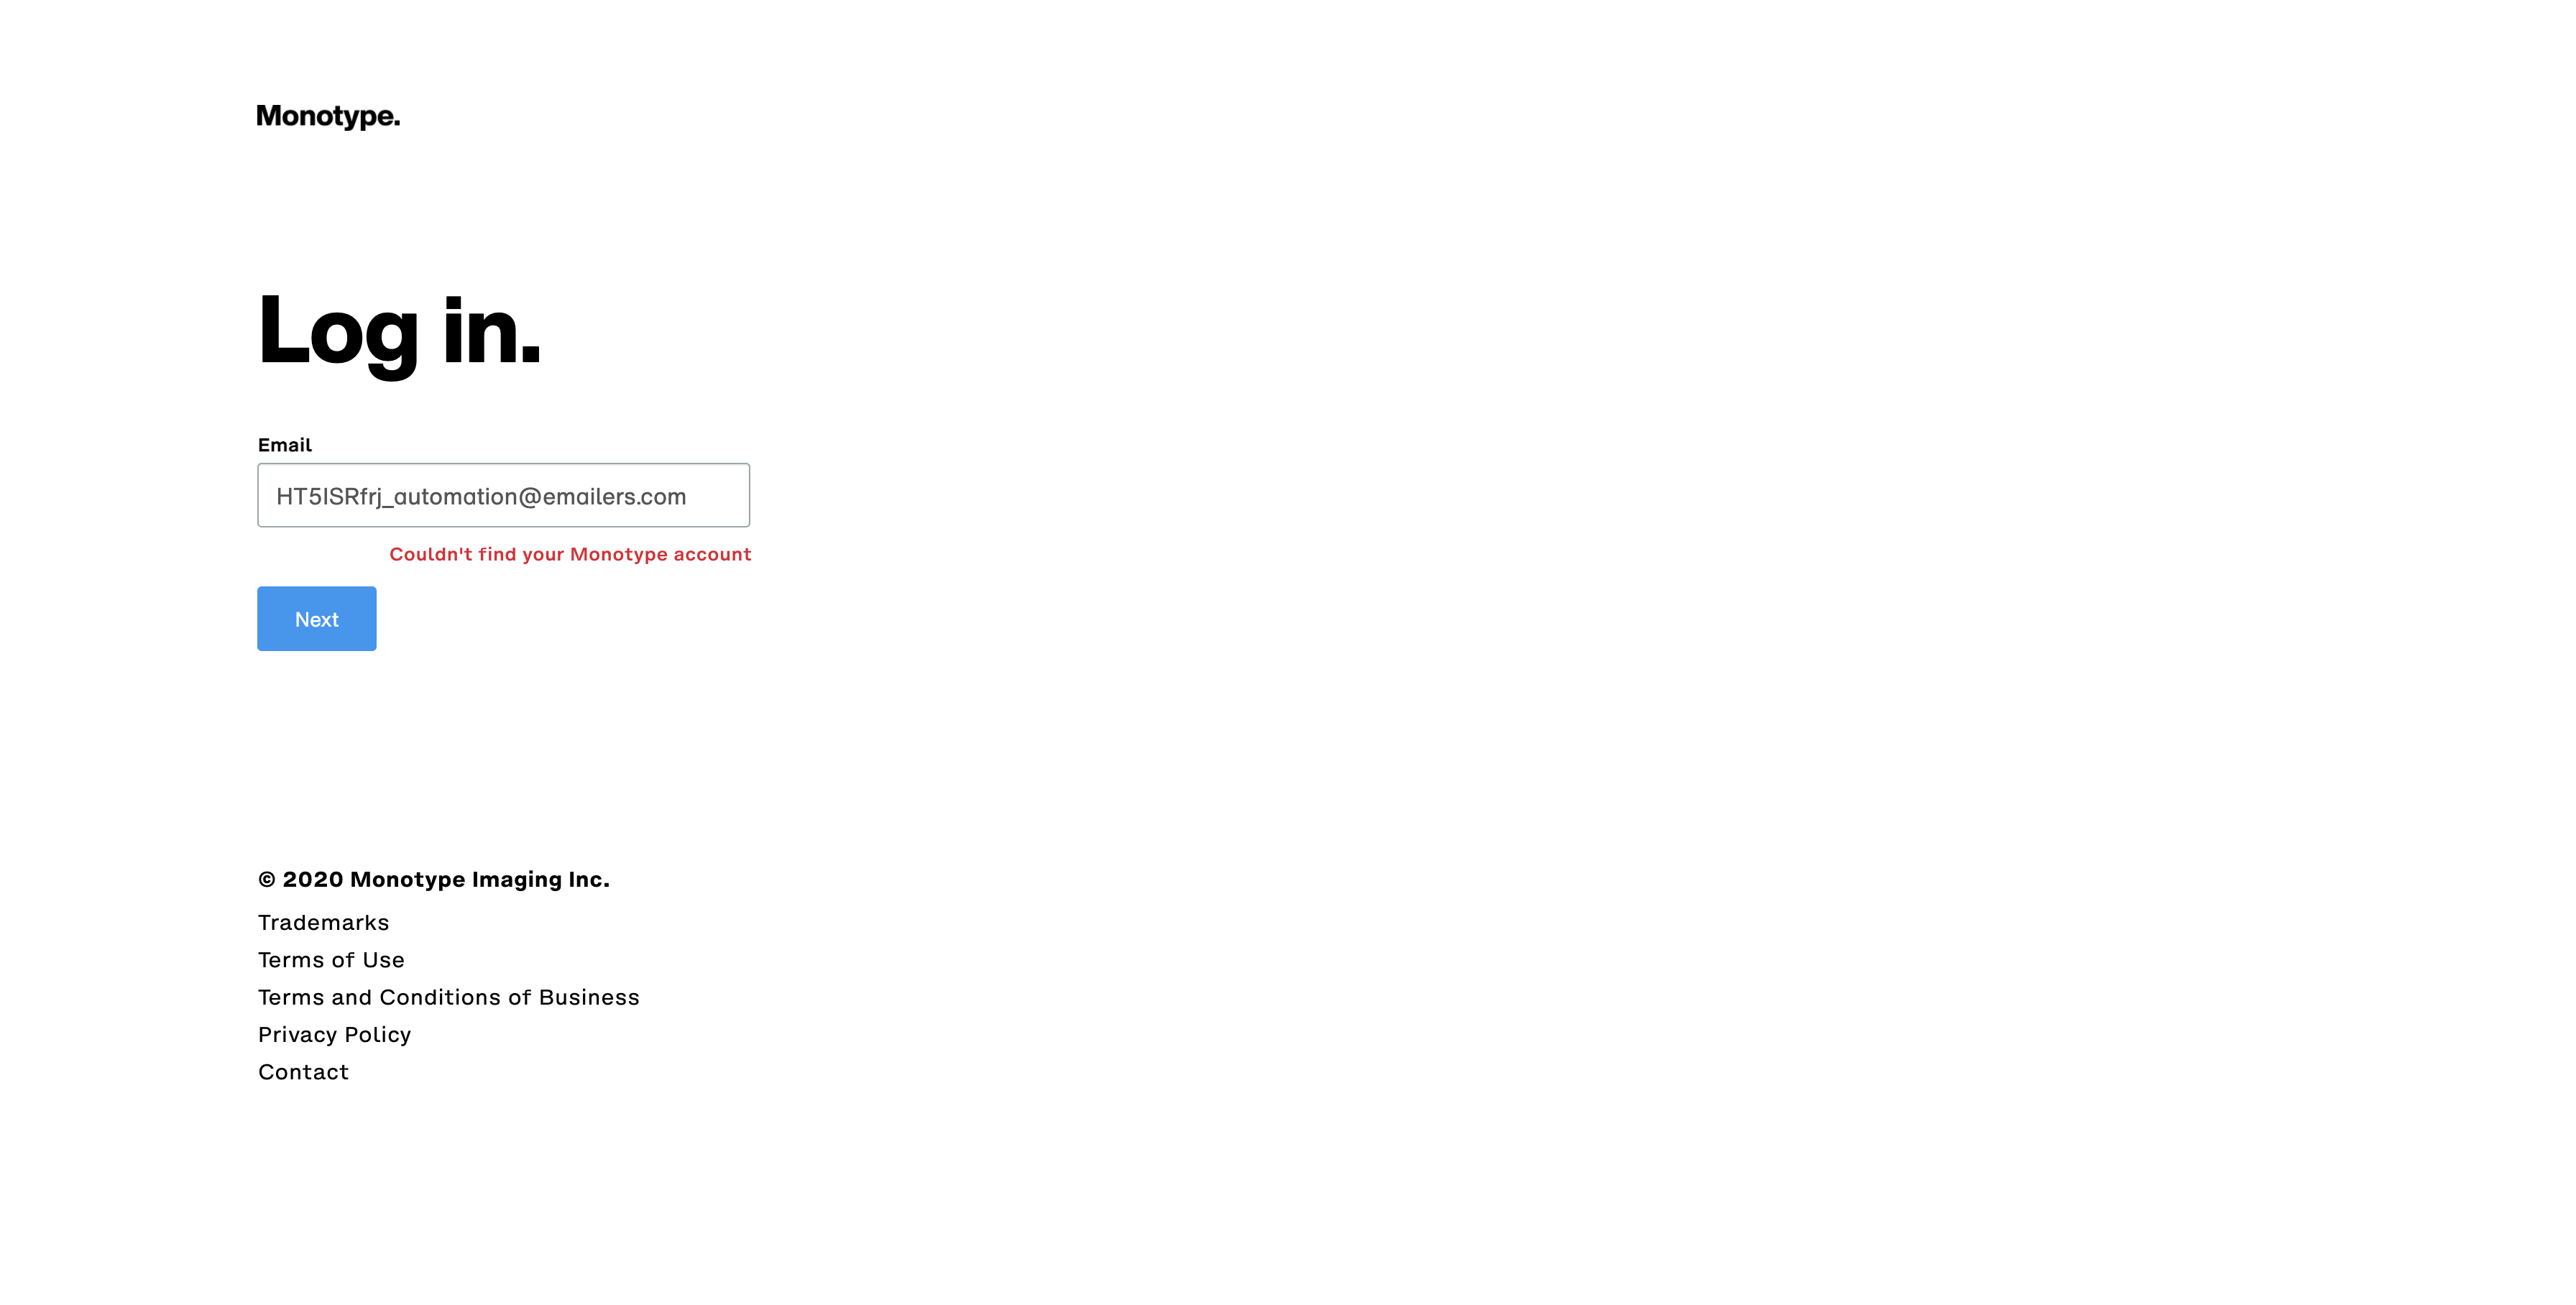 Monotype.
Log in.
Email
HT5ISRfrj_automation@emailers.com
Couldn't find your Monotype account
Next
© 2020 Monotype Imaging Inc.
Trademarks
Terms of Use
Terms and Conditions of Business
Privacy Policy
Contact